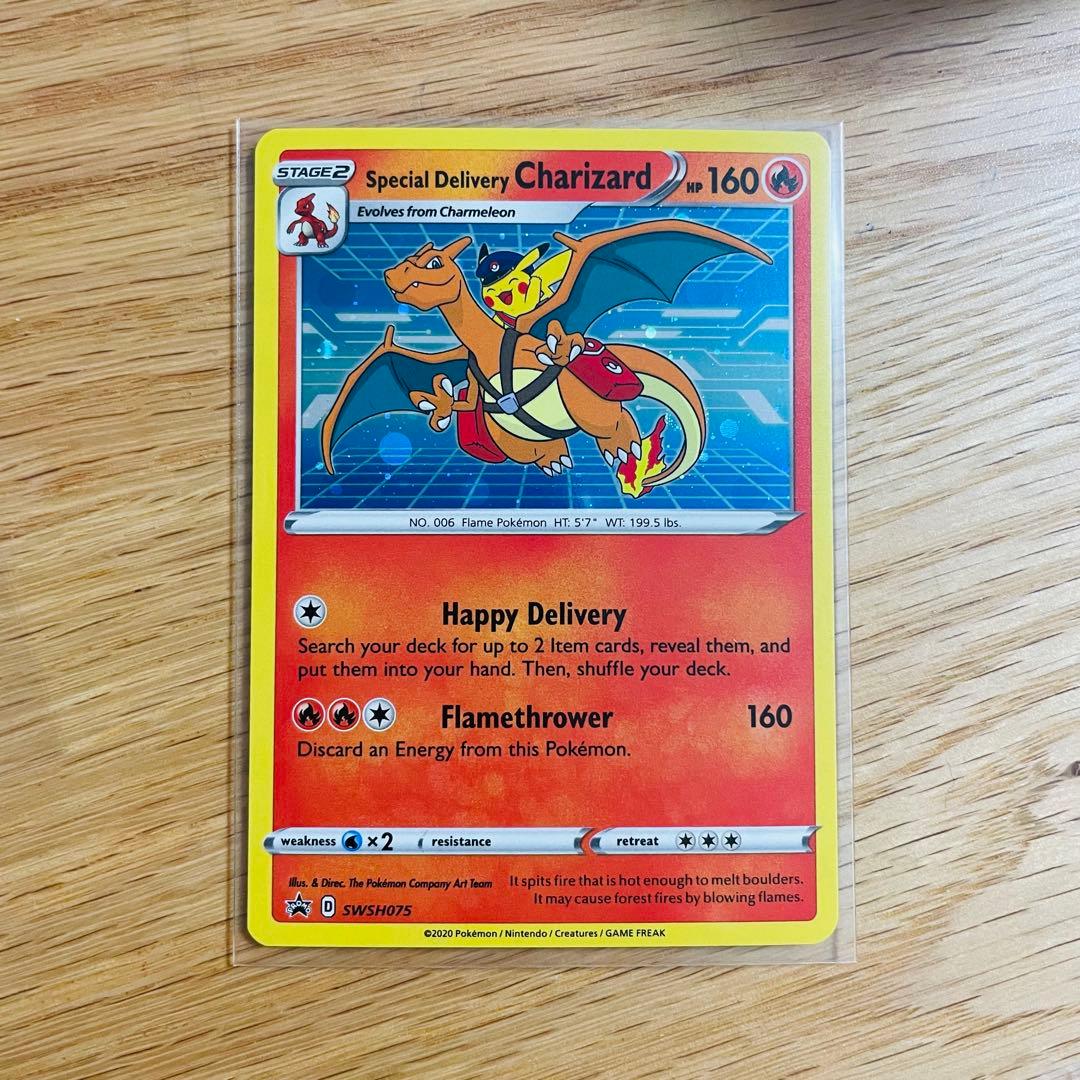 STAGE2
Special Delivery Charizard HP 160
Evolves from Charmeleon
NO. 006 Flame Pokémon HT: 5'7" WT: 199.5 lbs.
Happy Delivery
Search your deck for up to 2 Item cards, reveal them, and
put them into your hand. Then, shuffle your deck.
Flamethrower 160
Discard an Energy from this Pokémon.
weakness ×2 resistance retreat
Illus. & Direc. The Pokémon Company Art Team
It spits fire that is hot enough to melt boulders.
It may cause forest fires by blowing flames.
PROMO D SWSH075
©2020 Pokémon / Nintendo / Creatures / GAME FREAK